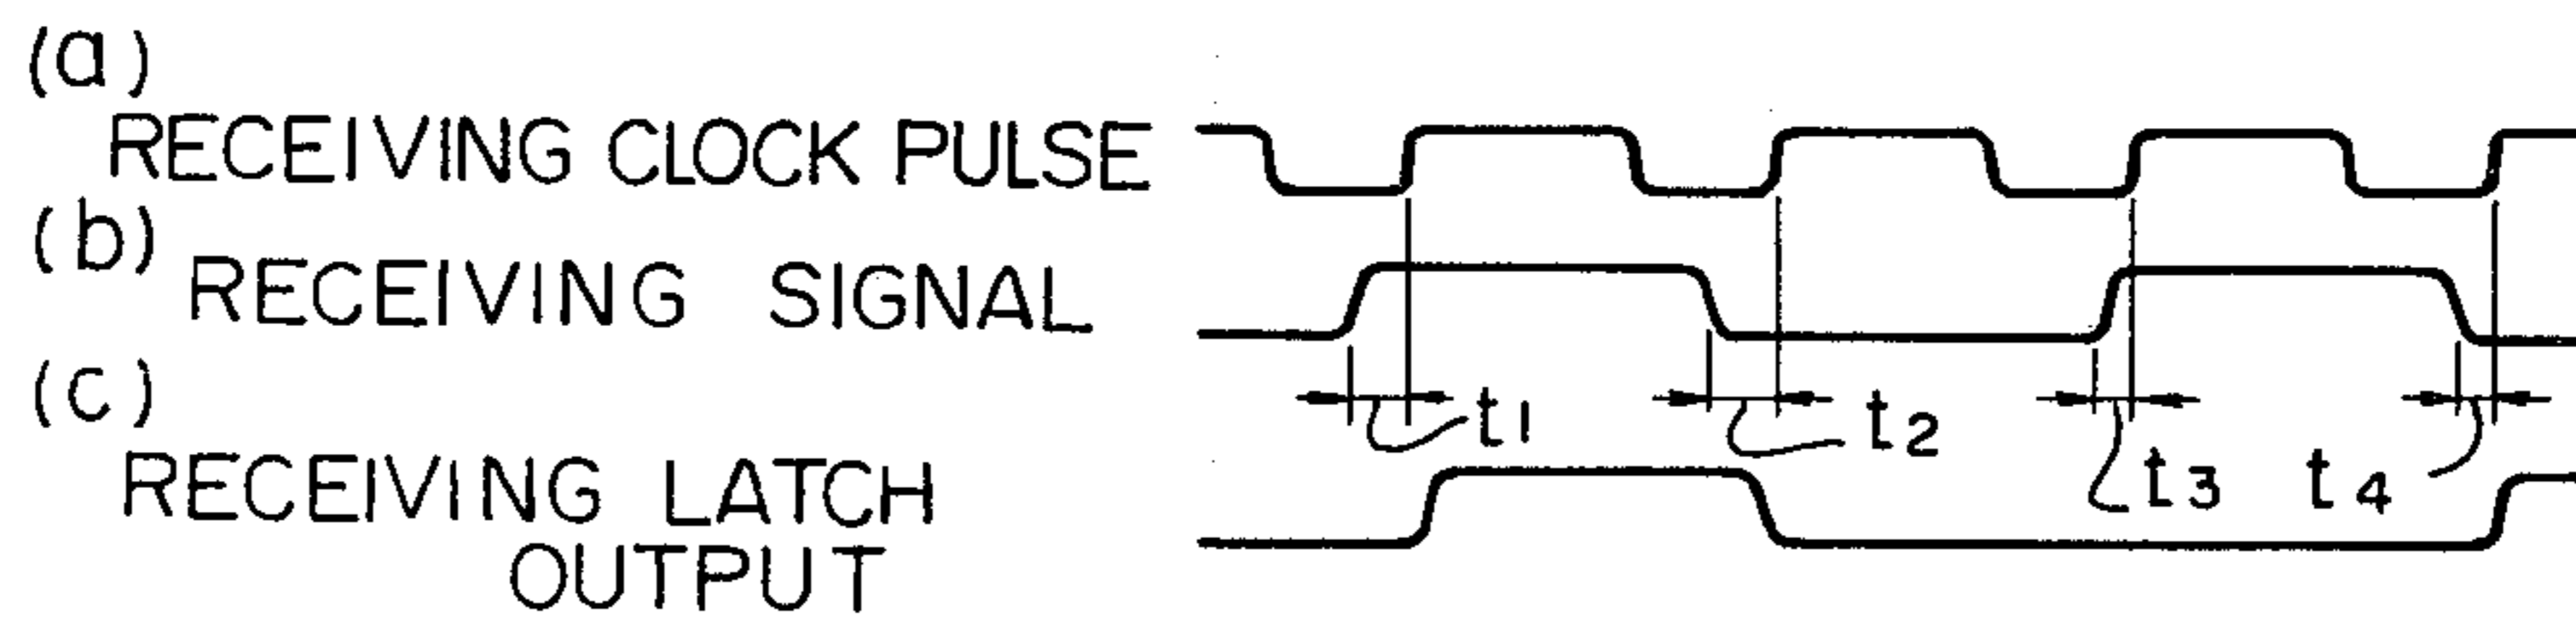 (a)
RECEIVING CLOCK PULSE
(b)
RECEIVING SIGNAL
(c)
t1 t2
RECEIVING LATCH
t3 t4
OUTPUT